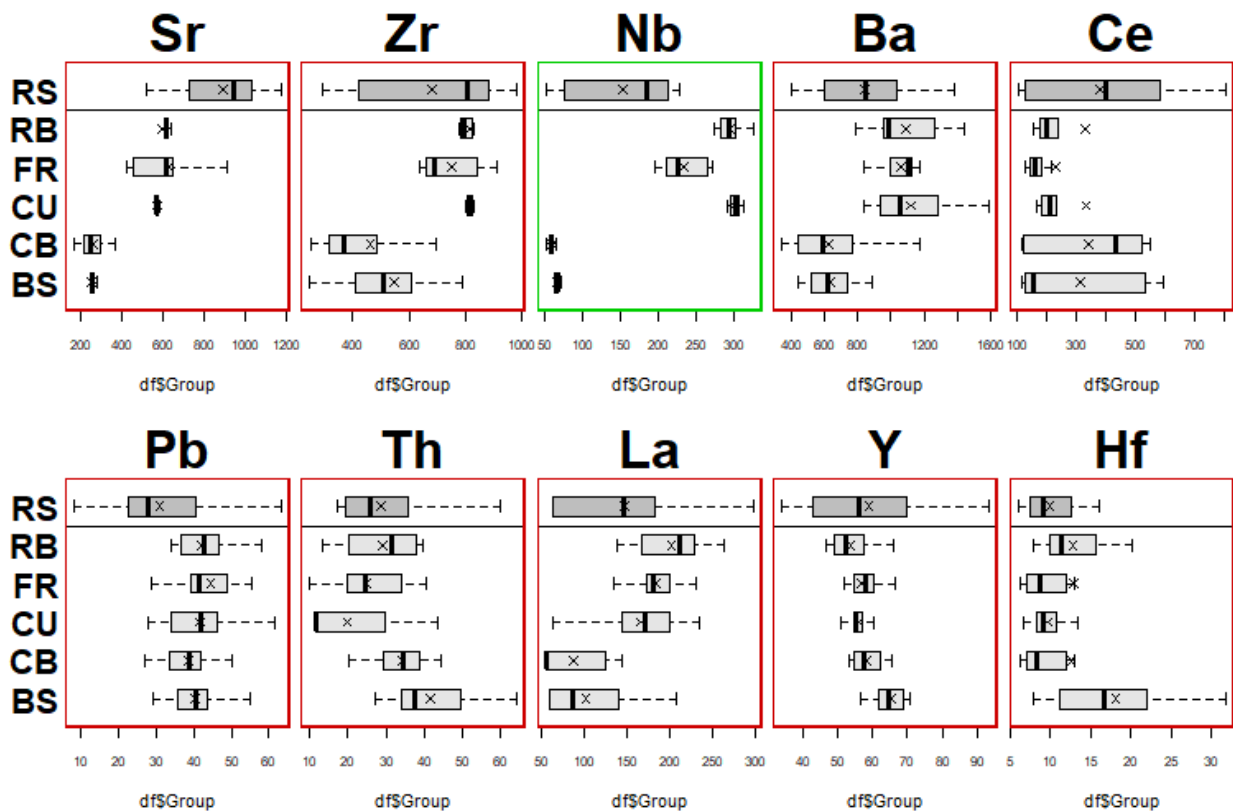 Sr Zr Nb Ba Ce
RS
RB
FR
CU
CB
BS
200 400 600 800 1000 1200 400 600 800 1000 50 100 150 200 250 300 400 600 800 1200 1600 100 300 500 700
df$Group df$Group df$Group df$Group df$Group
Pb Th La Y Hf
RS
RB
FR
CU
CB
BS
10 20 30 40 50 60 10 20 30 40 50 60 50 100 150 200 250 300 40 50 60 70 80 90 5 10 15 20 25 30
df$Group df$Group df$Group df$Group df$Group